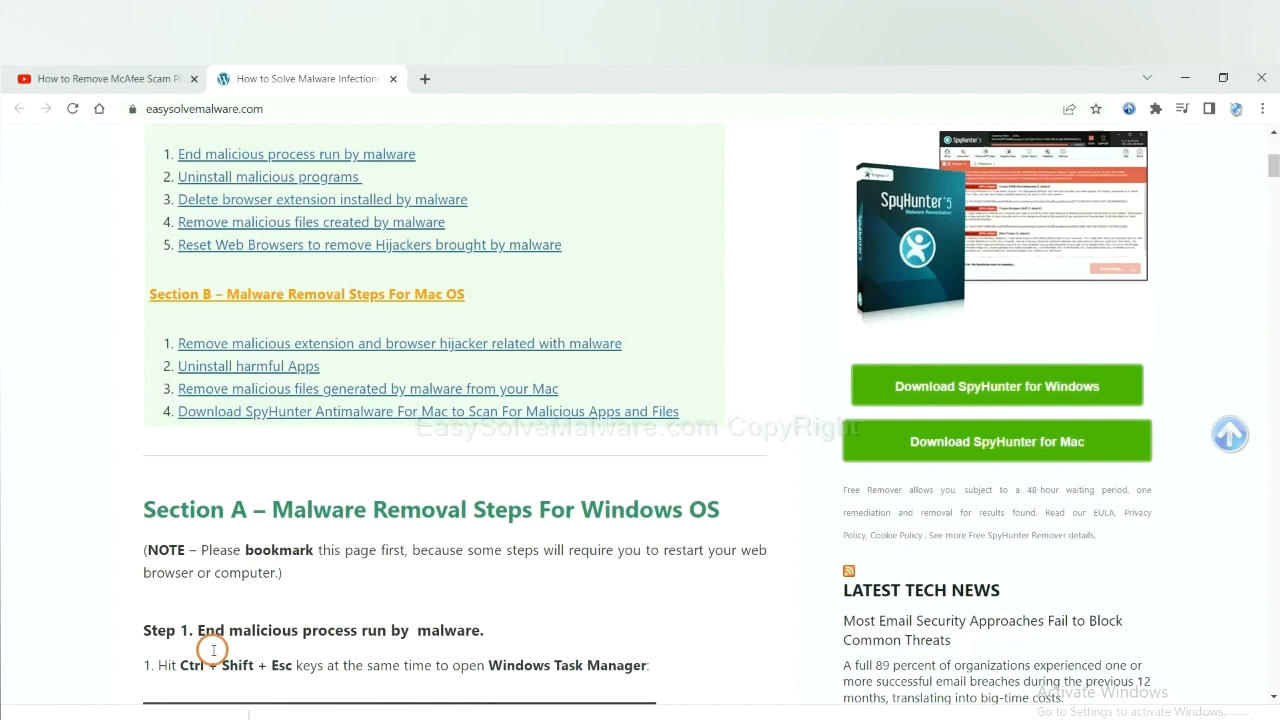 How to Remove McAfee Scam P
How to Solve Malware Infections
easysolvemalware.com
1. End malicious process run by malware
2. Uninstall malicious programs
4. Remove malicious files created by malware
5. Reset Web Browser to remove Hijackers brought by malware
Section B – Malware Removal Steps For Mac OS
1. Remove malicious extension and browser hijacker related with malware
2. Uninstall harmful Apps
3. Remove malicious files generated by malware from your Mac
4. Download SpyHunter Antimalware For Mac to Scan For Malicious Apps and Files
EasySolveMalware.com CopyRight
Section A – Malware Removal Steps For Windows OS
(NOTE – Please bookmark this page first, because some steps will require you to restart your web
browser or computer.)
Step 1. End malicious process run by malware.
1. Hit Ctrl + Shift + Esc keys at the same time to open Windows Task Manager:
SpyHunter 5
Malware Remediation
Download SpyHunter for Windows
Download SpyHunter for Mac
Free Remover allows you, subject to a 48-hour waiting period, one
remediation and removal for results found. Read our EULA, Privacy
Policy, Cookie Policy . See more Free SpyHunter Remover details.
LATEST TECH NEWS
Most Email Security Approaches Fail to Block
Common Threats
A full 89 percent of organizations experienced one or
more successful email breaches during the previous 12
months, translating into big-time costs.
Activate Windows
Go to Settings to activate Windows.